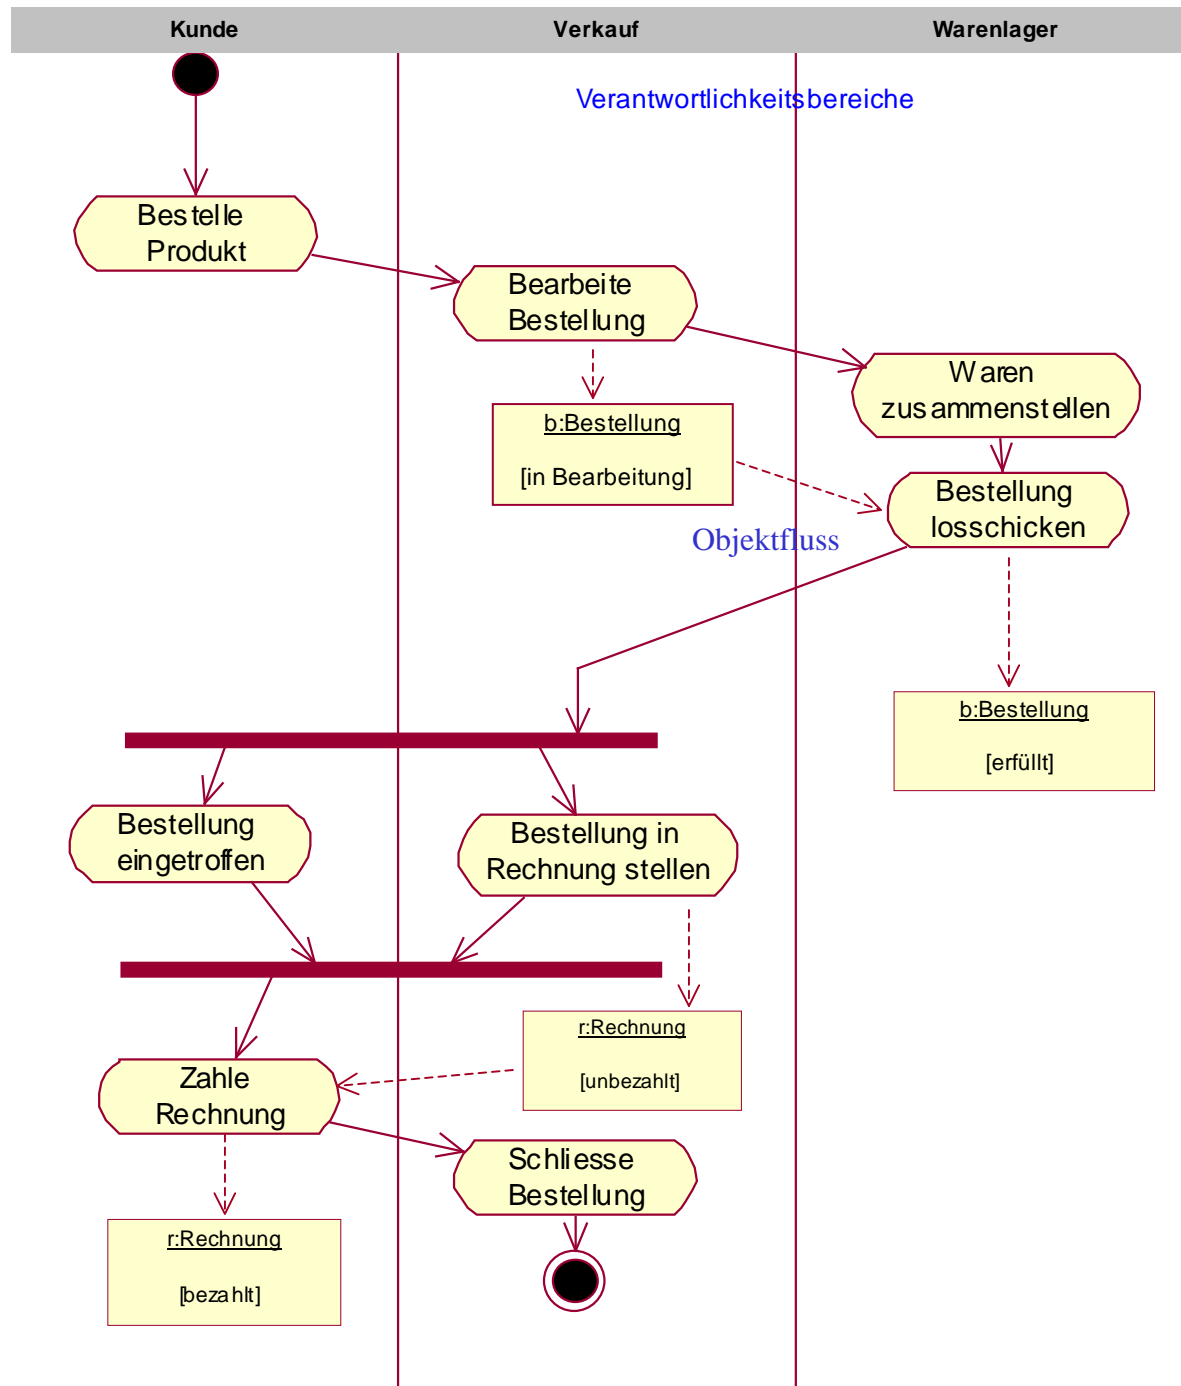 Kunde
Verkauf
Warenlager
Verantwortlichkeitsbereiche
Bestelle
Produkt
Bearbeite
Bestellung
Waren
zusammenstellen
b:Bestellung
[in Bearbeitung]
Bestellung
losschicken
Objektfluss
b:Bestellung
[erfüllt]
Bestellung
eingetroffen
Bestellung in
Rechnung stellen
r:Rechnung
[unbezahlt]
Zahle
Rechnung
Schliesse
Bestellung
r:Rechnung
[bezahlt]